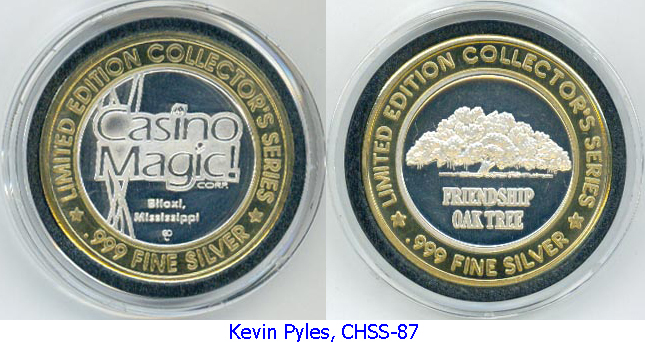 LIMITED EDITION COLLECTOR'S SERIES
Casino
Magic!
CORP.
Biloxi,
Mississippi
.999 FINE SILVER
LIMITED EDITION COLLECTOR'S SERIES
FRIENDSHIP
OAK TREE
.999 FINE SILVER
Kevin Pyles, CHSS-87